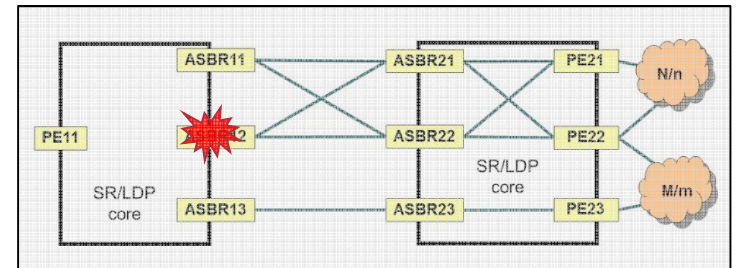 ASBR11
ASBR21
PE21
N/n
PE11
ASBR22
PE22
SR/LDP
core
SR/LDP
core
M/m
ASBR13
ASBR23
PE23